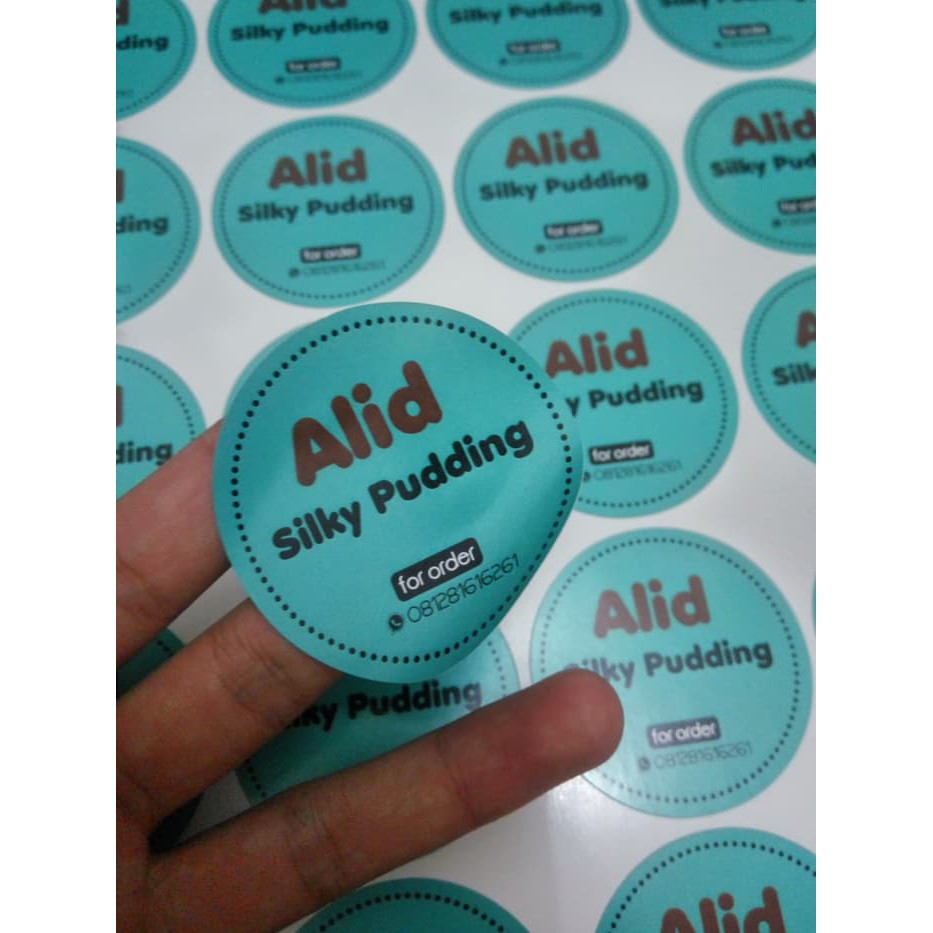 Alid
Silky Pudding
for order
081281616261